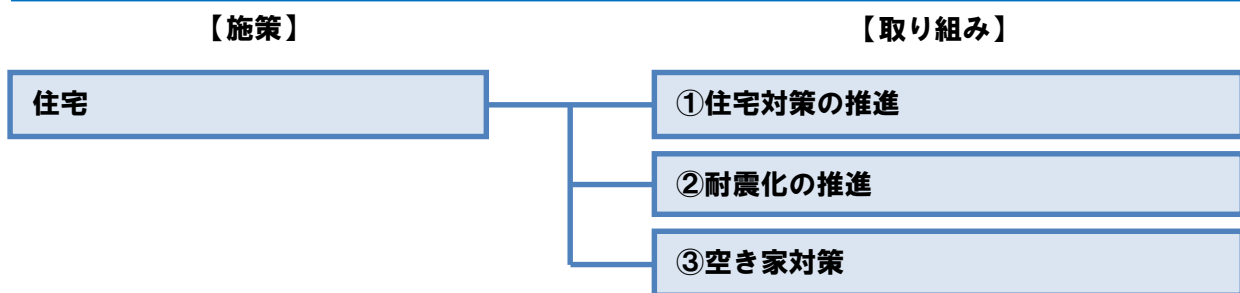 【施策】
【取り組み】
住宅
①住宅対策の推進
②耐震化の推進
③空き家対策